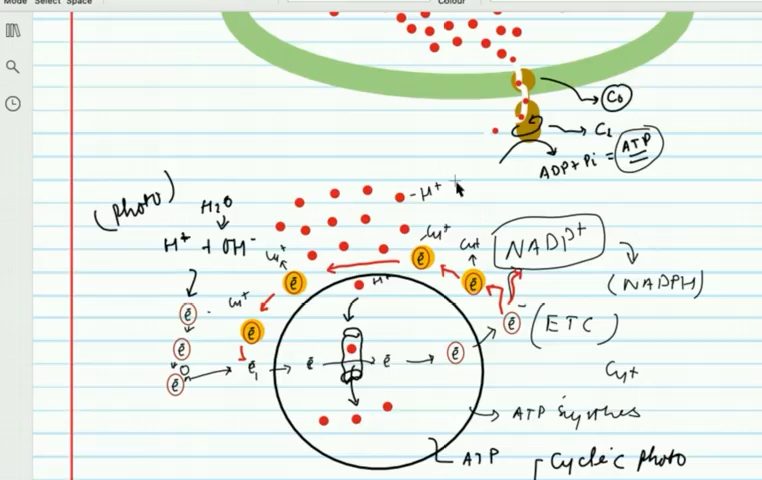 Mode Select Space Colour
C0
C1
ADP+Pi = ATP
(photo)
H2O
H+ + OH-
-H+
Cyt
Cyt
Cyt
Cyt
NADP+
(NADPH)
H+
ē
ē
ē
ē
ē
ē
ē
ē
ē
ē
ē
ē-
(ETC)
Cyt
ATP Synthes
ATP
Cyclic photo